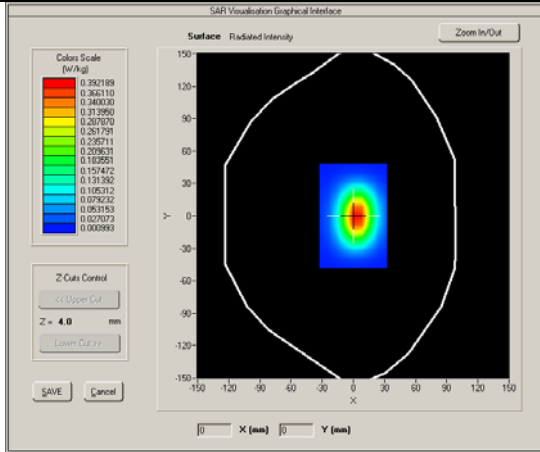 SAR Visualisation Graphical Interface
Surface Radiated Intensity
Zoom In/Out
Colors Scale
(W/kg)
0.392189
0.366110
0.340030
0.313950
0.287870
0.261791
0.235711
0.209631
0.183551
0.157472
0.131392
0.105312
0.079232
0.053153
0.027073
0.000993
Z-Cuts Control
<< Upper Cut
Z = 4.0 mm
Lower Cut >>
SAVE Cancel
150
120
90
60
30
0
-30
-60
-90
-120
-150
Y
-150 -120 -90 -60 -30 0 30 60 90 120 150
X
0 X (mm) 0 Y (mm)